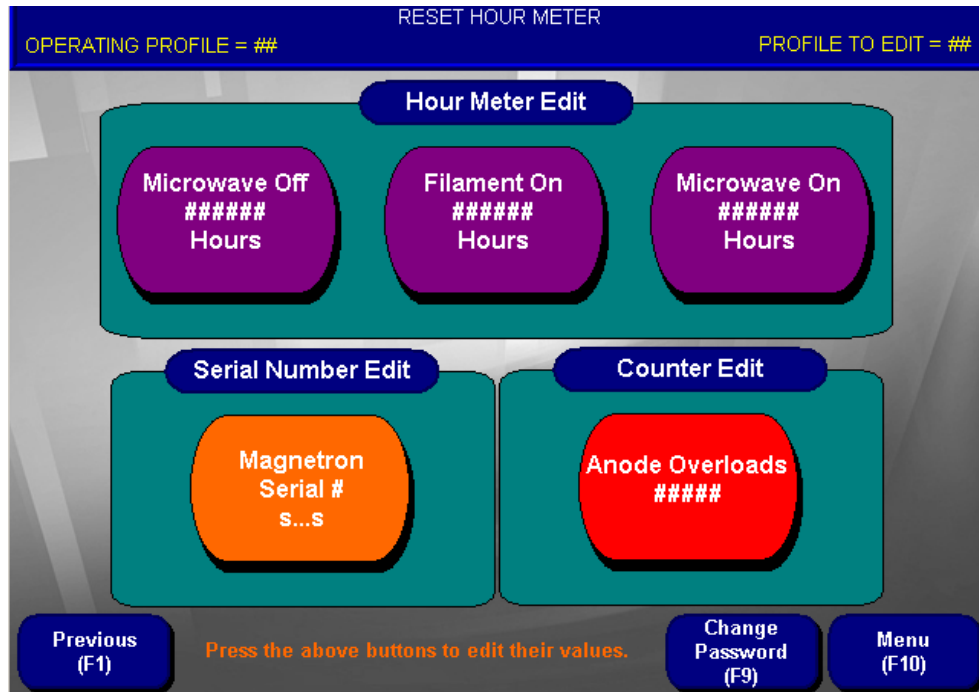 RESET HOUR METER
OPERATING PROFILE = ##
PROFILE TO EDIT = ##
Hour Meter Edit
Microwave Off
######
Hours
Filament On
######
Hours
Microwave On
######
Hours
Serial Number Edit
Magnetron
Serial #
s...s
Counter Edit
Anode Overloads
#####
Previous
(F1)
Press the above buttons to edit their values.
Change
Password
(F9)
Menu
(F10)